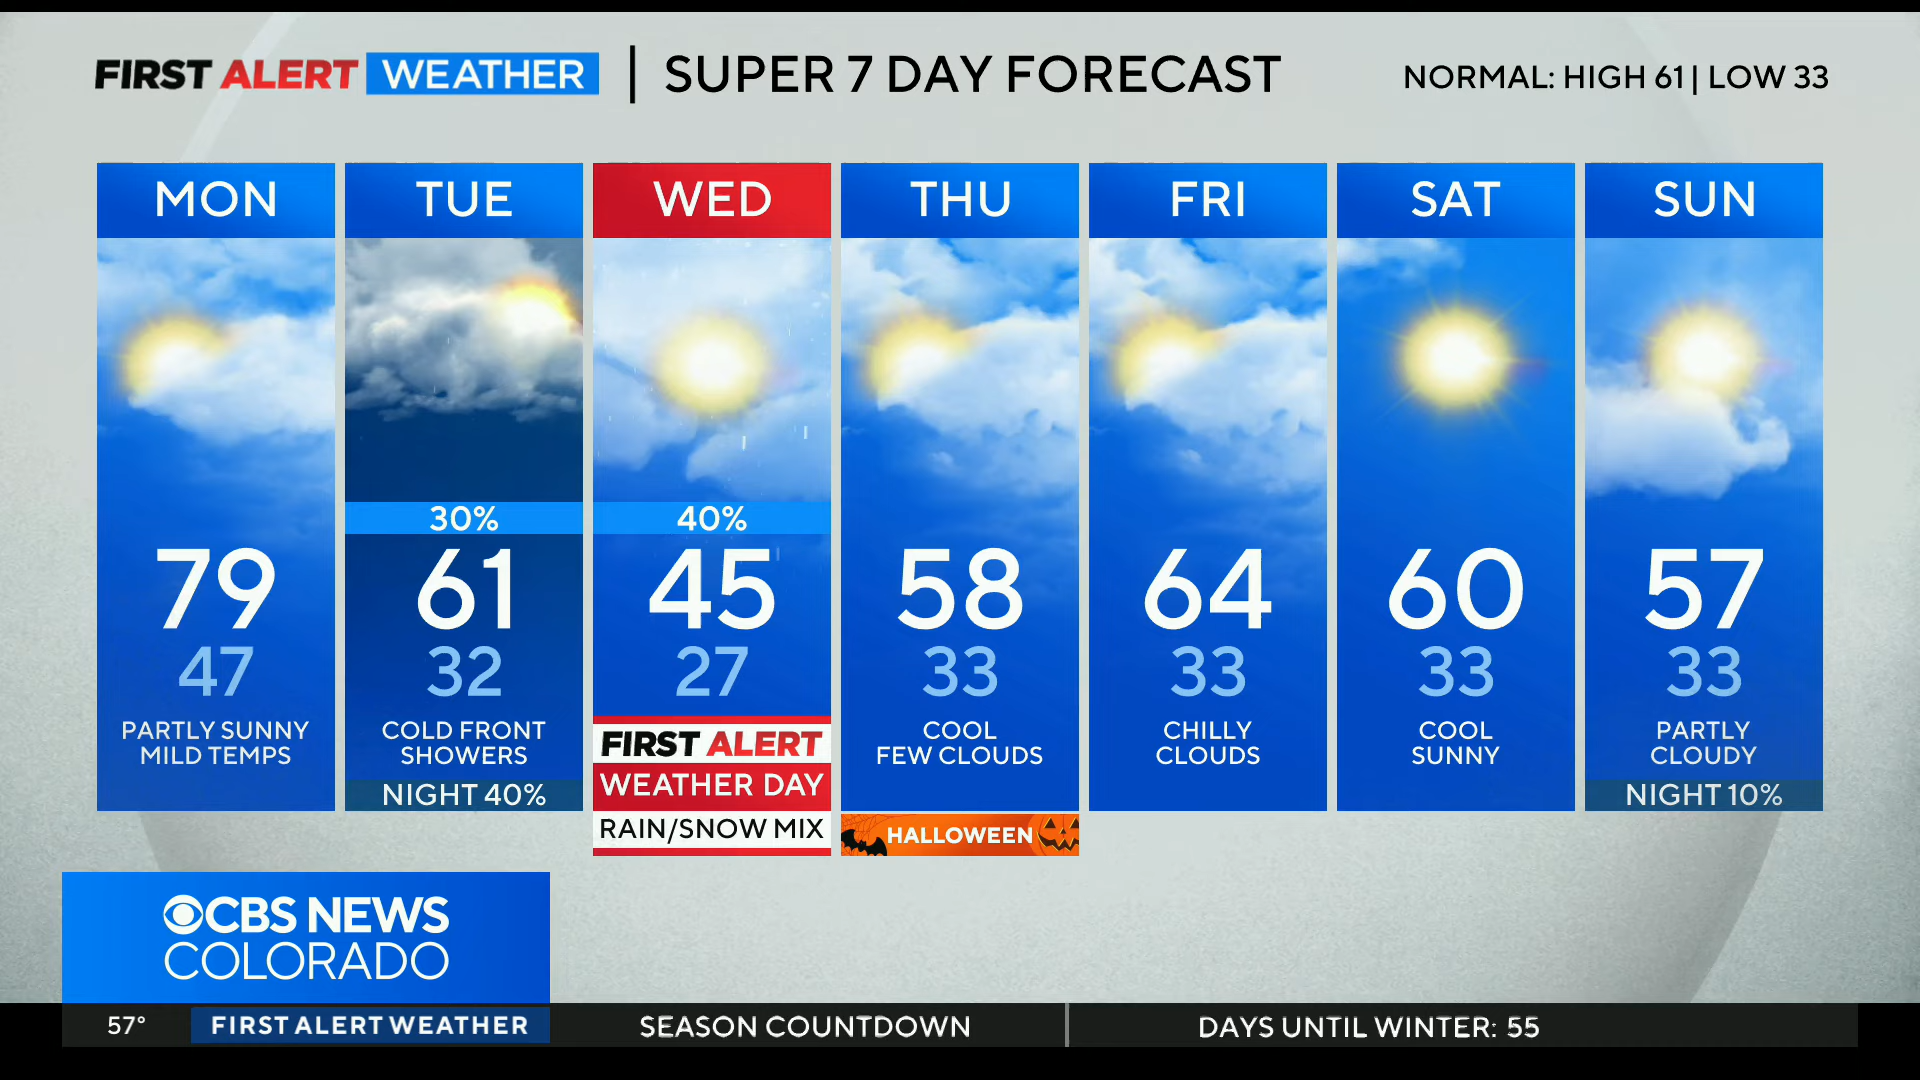 FIRST ALERT WEATHER | SUPER 7 DAY FORECAST
NORMAL: HIGH 61 | LOW 33
MON
79
47
PARTLY SUNNY
MILD TEMPS
TUE
30%
61
32
COLD FRONT
SHOWERS
NIGHT 40%
WED
40%
45
27
FIRST ALERT
WEATHER DAY
RAIN/SNOW MIX
THU
58
33
COOL
FEW CLOUDS
HALLOWEEN
FRI
64
33
CHILLY
CLOUDS
SAT
60
33
COOL
SUNNY
SUN
57
33
PARTLY
CLOUDY
NIGHT 10%
CBS NEWS
COLORADO
57° FIRST ALERT WEATHER SEASON COUNTDOWN DAYS UNTIL WINTER: 55